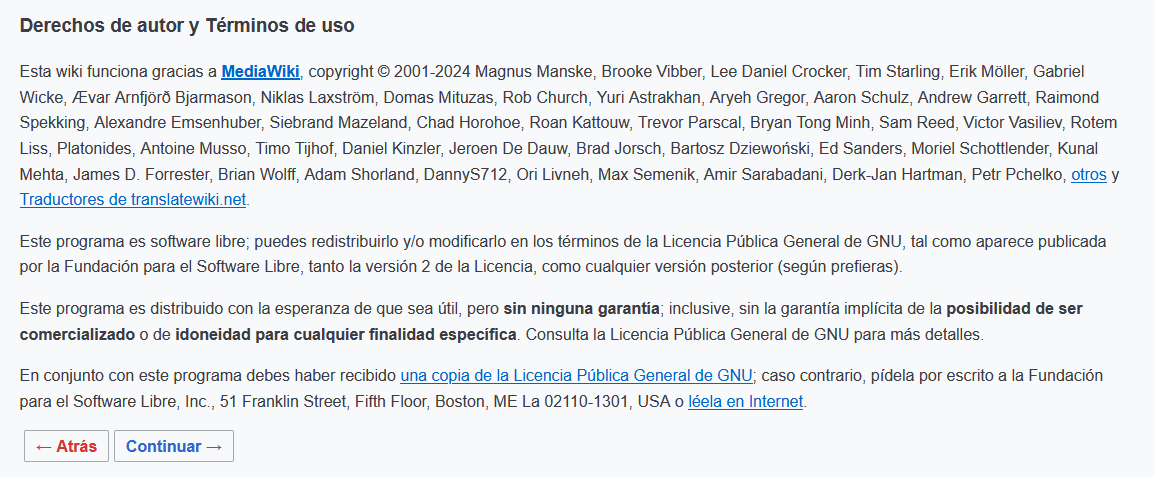 Derechos de autor y Términos de uso
Esta wiki funciona gracias a MediaWiki, copyright © 2001-2024 Magnus Manske, Brooke Vibber, Lee Daniel Crocker, Tim Starling, Erik Möller, Gabriel
Wicke, Ævar Arnfjörð Bjarmason, Niklas Laxström, Domas Mituzas, Rob Church, Yuri Astrakhan, Aryeh Gregor, Aaron Schulz, Andrew Garrett, Raimond
Spekking, Alexandre Emsenhuber, Siebrand Mazeland, Chad Horohoe, Roan Kattouw, Trevor Parscal, Bryan Tong Minh, Sam Reed, Victor Vasiliev, Rotem
Liss, Platonides, Antoine Musso, Timo Tijhof, Daniel Kinzler, Jeroen De Dauw, Brad Jorsch, Bartosz Dziewoński, Ed Sanders, Moriel Schottlender, Kunal
Mehta, James D. Forrester, Brian Wolff, Adam Shorland, DannyS712, Ori Livneh, Max Semenik, Amir Sarabadani, Derk-Jan Hartman, Petr Pchelko, otros y
Traductores de translatewiki.net.
Este programa es software libre; puedes redistribuirlo y/o modificarlo en los términos de la Licencia Pública General de GNU, tal como aparece publicada
por la Fundación para el Software Libre, tanto la versión 2 de la Licencia, como cualquier versión posterior (según prefieras).
Este programa es distribuido con la esperanza de que sea útil, pero sin ninguna garantía; inclusive, sin la garantía implícita de la posibilidad de ser
comercializado o de idoneidad para cualquier finalidad específica. Consulta la Licencia Pública General de GNU para más detalles.
En conjunto con este programa debes haber recibido una copia de la Licencia Pública General de GNU; caso contrario, pídela por escrito a la Fundación
para el Software Libre, Inc., 51 Franklin Street, Fifth Floor, Boston, ME La 02110-1301, USA o léela en Internet.
← Atrás Continuar →